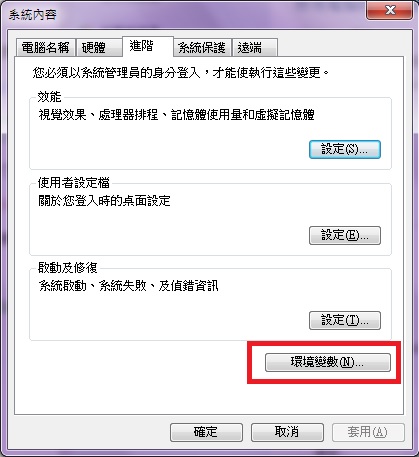 系統內容
電腦名稱 硬體 進階 系統保護 遠端
您必須以系統管理員的身分登入，才能使執行這些變更。
效能
視覺效果、處理器排程、記憶體使用量和虛擬記憶體
設定(S)...
使用者設定檔
關於您登入時的桌面設定
設定(E)...
啟動及修復
系統啟動、系統失敗、及偵錯資訊
設定(T)...
環境變數(N)...
確定 取消 套用(A)